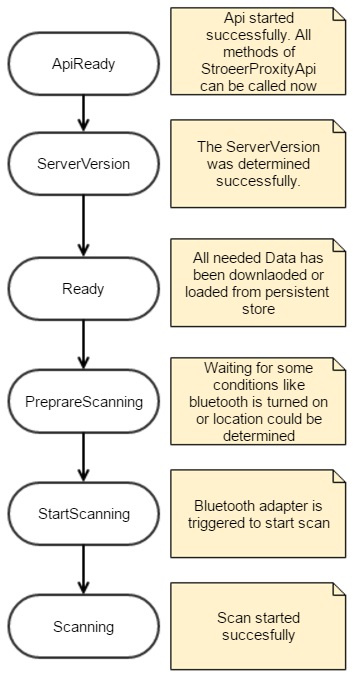 ApiReady
Api started
successfully. All
methods of
StroeerProxityApi
can be called now
ServerVersion
The ServerVersion
was determined
successfully.
Ready
All needed Data has
been downlaoded or
loaded from persistent
store
PreprareScanning
Waiting for some
conditions like
bluetooth is turned on
or location could be
determined
StartScanning
Bluetooth adapter is
triggered to start scan
Scanning
Scan started
succesfully